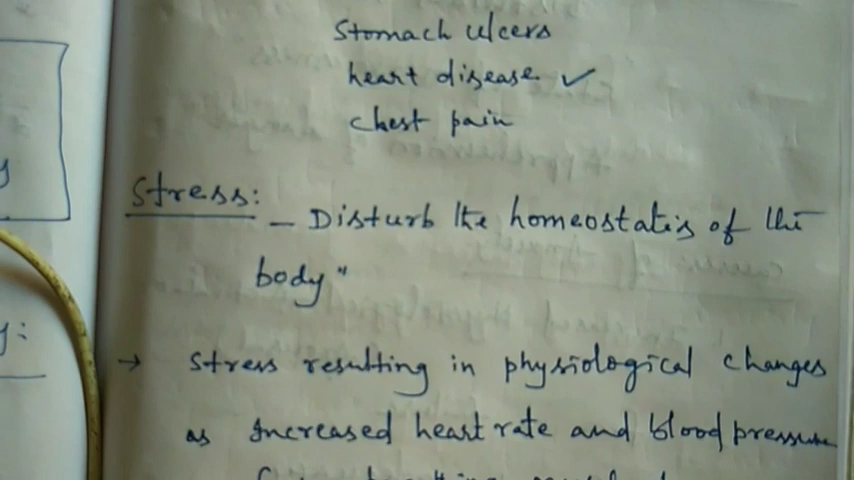 Stomach ulcers
heart disease ✓
chest pain
Stress:
— Disturb the homeostatis of the
body"
→ Stress resulting in physiological changes
as Increased heart rate and blood pressure